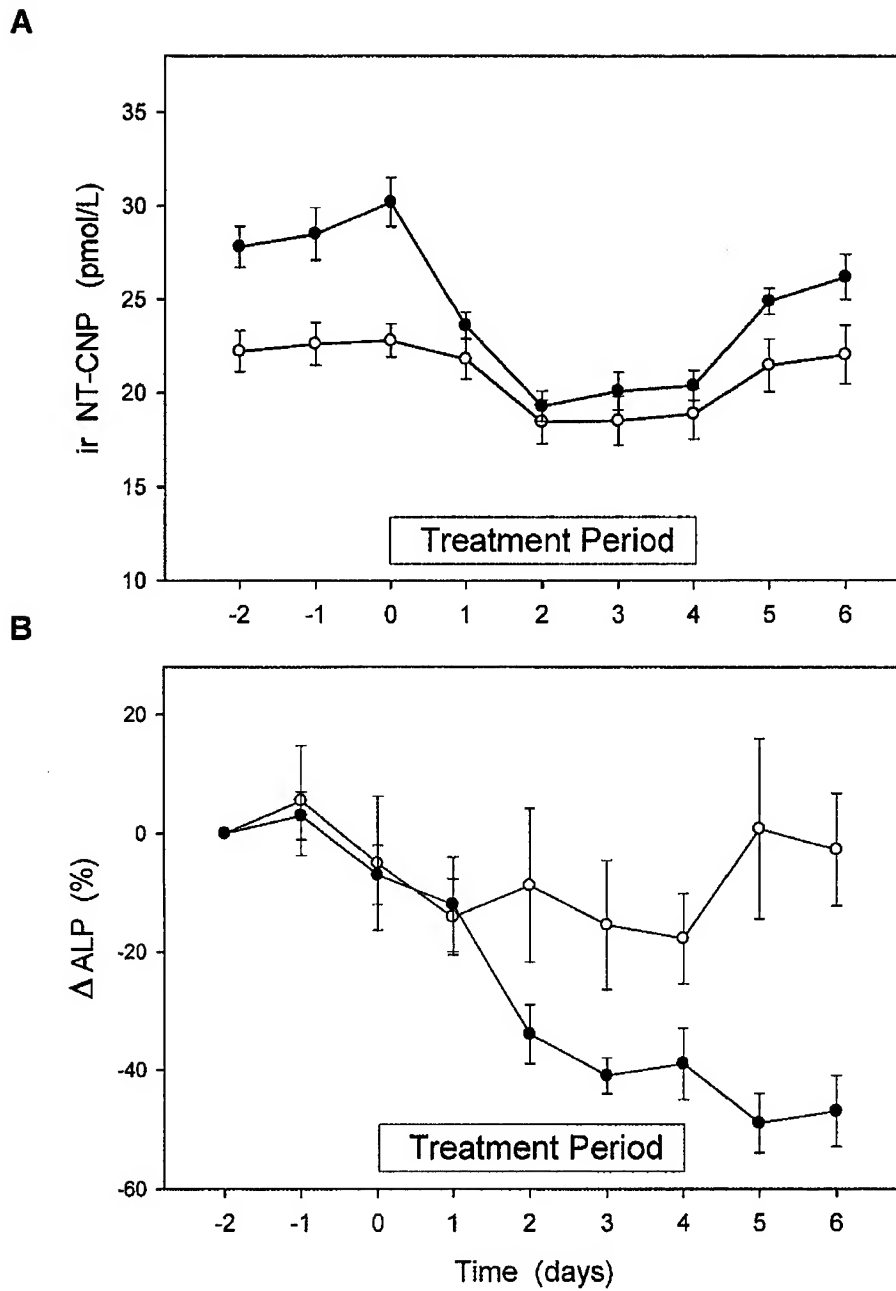 A
35
30
25
20
15
10
ir NT-CNP (pmol/L)
Treatment Period
-2 -1 0 1 2 3 4 5 6
B
20
0
-20
-40
-60
Δ ALP (%)
Treatment Period
-2 -1 0 1 2 3 4 5 6
Time (days)